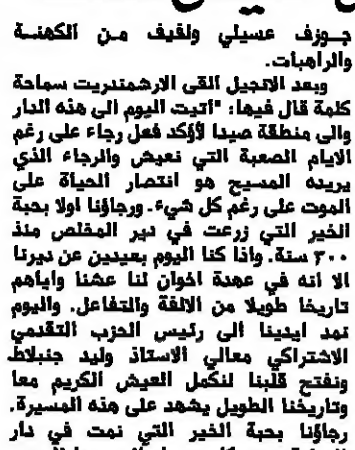 جوزف عسيلي ولفيف من الكهنة
والراهبات.
وبعد الانجيل القى الارشمندريت سماحة
كلمة قال فيها: "أتيت اليوم الى هذه الدار
والى منطقة صيدا لأؤكد فعل رجاء على رغم
الايام الصعبة التي نعيش والرجاء الذي
يريده المسيح هو انتصار الحياة على
الموت على رغم كل شيء. ورجاؤنا اولا بحبة
الخير التي زرعت في دير المخلص منذ
٣٠٠ سنة. واذا كنا اليوم بعيدين عن ديرنا
الا أنه في عهدة اخوان لنا عشنا واياهم
تاريخا طويلا من الالفة والتفاعل. واليوم
نمد ايدينا الى رئيس الحزب التقدمي
الاشتراكي معالي الاستاذ وليد جنبلاط
ونفتح قلبنا لنكمل العيش الكريم معا
وتاريخنا الطويل يشهد على هذه المسيرة.
رجاؤنا بحبة الخير التي نمت في دار